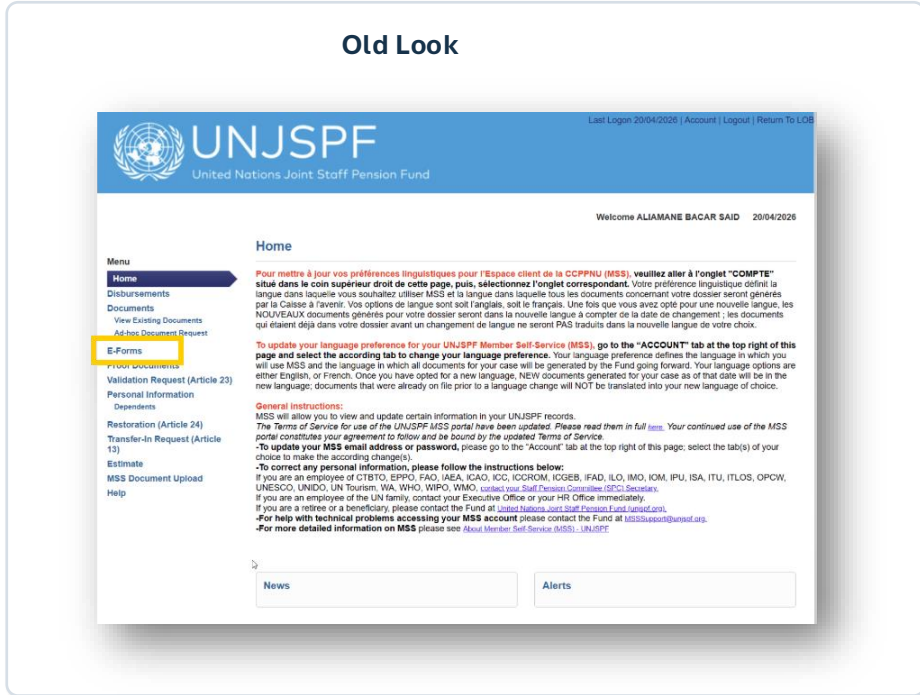 Old Look
UNJSPF
United Nations Joint Staff Pension Fund
Last Logon 20/04/2026 | Account | Logout | Return To LOB
Welcome ALIAMANE BACAR SAID 20/04/2026
Menu
Home
Disbursements
Documents
View Existing Documents
Ad-hoc Document Request
E-Forms
Proof Documents
Validation Request (Article 23)
Personal Information
Dependents
Restoration (Article 24)
Transfer-In Request (Article
13)
Estimate
MSS Document Upload
Help
Home
Pour mettre à jour vos préférences linguistiques pour l'Espace client de la CCPPNU (MSS), veuillez aller à l'onglet "COMPTE"
situé dans le coin supérieur droit de cette page, puis, sélectionnez l'onglet correspondant. Votre préférence linguistique définit la
langue dans laquelle vous souhaitez utiliser MSS et la langue dans laquelle tous les documents concernant votre dossier seront générés
par la Caisse à l'avenir. Vos options de langue sont soit l'anglais, soit le français. Une fois que vous avez opté pour une nouvelle langue, les
NOUVEAUX documents générés pour votre dossier seront dans la nouvelle langue à compter de la date de changement ; les documents
qui étaient déjà dans votre dossier avant un changement de langue ne seront PAS traduits dans la nouvelle langue de votre choix.
To update your language preference for your UNJSPF Member Self-Service (MSS), go to the "ACCOUNT" tab at the top right of this
page and select the according tab to change your language preference. Your language preference defines the language in which you
will use MSS and the language in which all documents for your case will be generated by the Fund going forward. Your language options are
either English, or French. Once you have opted for a new language, NEW documents generated for your case as of that date will be in the
new language; documents that were already on file prior to a language change will NOT be translated into your new language of choice.
General instructions:
MSS will allow you to view and update certain information in your UNJSPF records.
The Terms of Service for use of the UNJSPF MSS portal have been updated. Please read them in full here. Your continued use of the MSS
portal constitutes your agreement to follow and be bound by the updated Terms of Service.
-To update your MSS email address or password, please go to the "Account" tab at the top right of this page; select the tab(s) of your
choice to make the according change(s).
-To correct any personal information, please follow the instructions below:
If you are an employee of CTBTO, EPPO, FAO, IAEA, ICAO, ICC, ICCROM, ICGEB, IFAD, ILO, IMO, IOM, IPU, ISA, ITU, ITLOS, OPCW,
UNESCO, UNIDO, UN Tourism, WA, WHO, WIPO, WMO, contact your Staff Pension Committee (SPC) Secretary.
If you are an employee of the UN family, contact your Executive Office or your HR Office immediately.
If you are a retiree or a beneficiary, please contact the Fund at United Nations Joint Staff Pension Fund (unjspf.org).
-For help with technical problems accessing your MSS account please contact the Fund at MSSSupport@unjspf.org.
-For more detailed information on MSS please see About Member Self-Service (MSS) - UNJSPF
News
Alerts